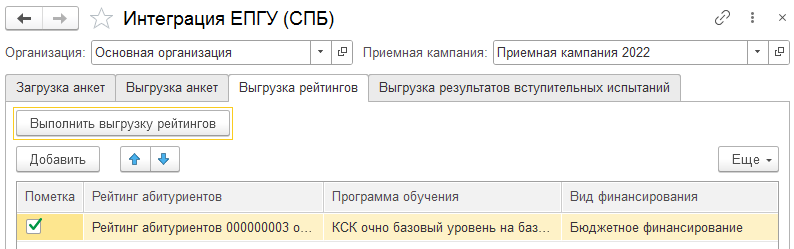 Интеграция ЕПГУ (СПБ)
Организация: Основная организация Приемная кампания: Приемная кампания 2022
Загрузка анкет Выгрузка анкет Выгрузка рейтингов Выгрузка результатов вступительных испытаний
Выполнить выгрузку рейтингов
Добавить Еще
Пометка Рейтинг абитуриентов Программа обучения Вид финансирования
Рейтинг абитуриентов 000000003 о... КСК очно базовый уровень на баз... Бюджетное финансирование